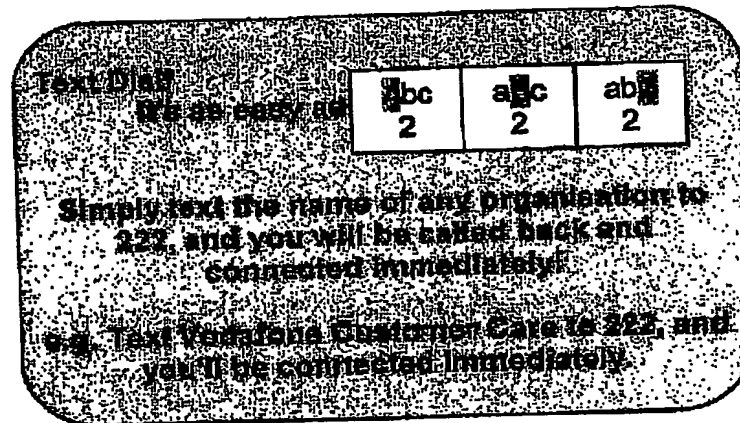 Text Dial!
It's as easy as
abc abc abc
2 2 2
Simply text the name of any organisation to
222, and you will be called back and
connected immediately!
e.g. Text Vodafone Customer Care to 222, and
you'll be connected immediately.